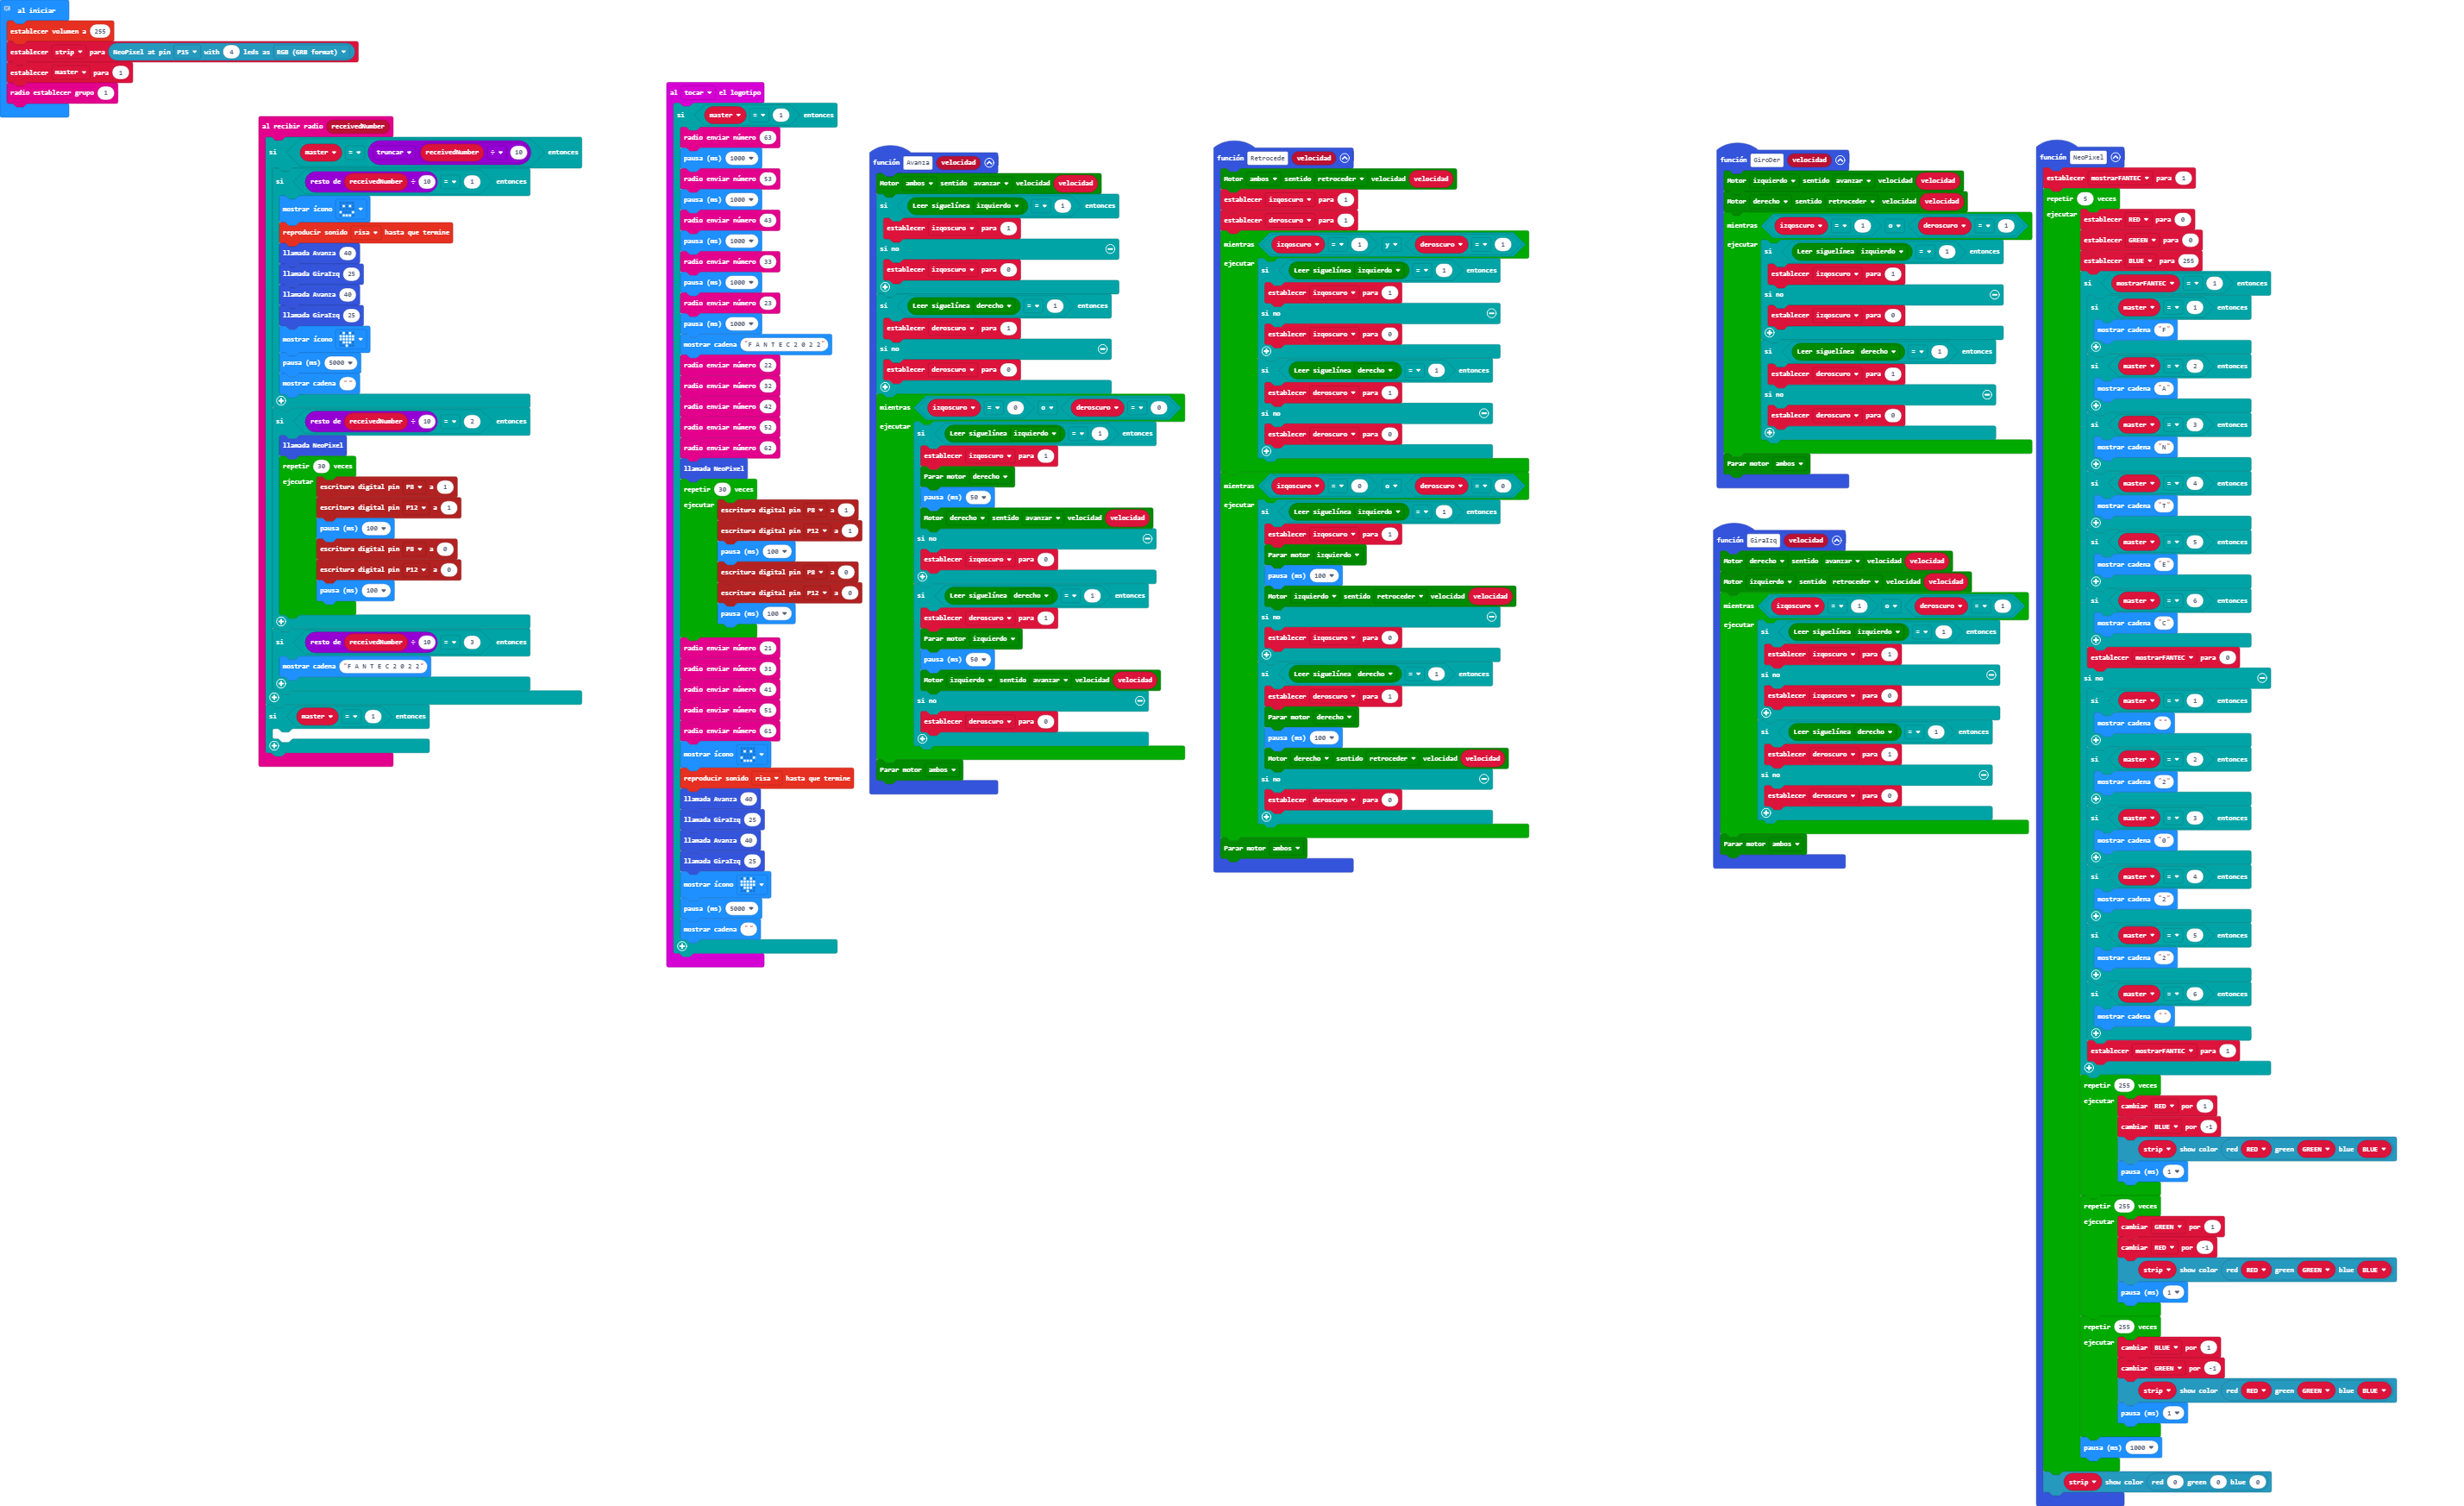 al iniciar
establecer volumen a 255
establecer strip para NeoPixel at pin P15 with 4 leds as RGB (GRB format)
establecer master para 1
radio establecer grupo 1
al recibir radio receivedNumber
si master = truncar receivedNumber ÷ 10 entonces
si resto de receivedNumber ÷ 10 = 1 entonces
mostrar ícono
reproducir sonido risa hasta que termine
llamada Avanza 40
llamada GiraIzq 25
llamada Avanza 40
llamada GiraIzq 25
mostrar ícono
pausa (ms) 5000
mostrar cadena " "
si resto de receivedNumber ÷ 10 = 2 entonces
llamada NeoPixel
repetir 30 veces
ejecutar escritura digital pin P8 a 1
escritura digital pin P12 a 1
pausa (ms) 100
escritura digital pin P8 a 0
escritura digital pin P12 a 0
pausa (ms) 100
si resto de receivedNumber ÷ 10 = 3 entonces
mostrar cadena "F A N T E C 2 0 2 2"
si master = 1 entonces
al tocar el logotipo
si master = 1 entonces
radio enviar número 63
pausa (ms) 1000
radio enviar número 53
pausa (ms) 1000
radio enviar número 43
pausa (ms) 1000
radio enviar número 33
pausa (ms) 1000
radio enviar número 23
pausa (ms) 1000
mostrar cadena "F A N T E C 2 0 2 2"
radio enviar número 22
radio enviar número 32
radio enviar número 42
radio enviar número 52
radio enviar número 62
llamada NeoPixel
repetir 30 veces
ejecutar escritura digital pin P8 a 1
escritura digital pin P12 a 1
pausa (ms) 100
escritura digital pin P8 a 0
escritura digital pin P12 a 0
pausa (ms) 100
radio enviar número 21
radio enviar número 31
radio enviar número 41
radio enviar número 51
radio enviar número 61
mostrar ícono
reproducir sonido risa hasta que termine
llamada Avanza 40
llamada GiraIzq 25
llamada Avanza 40
llamada GiraIzq 25
mostrar ícono
pausa (ms) 5000
mostrar cadena " "
función Avanza velocidad
Motor ambos sentido avanzar velocidad velocidad
si Leer siguelínea izquierdo = 1 entonces
establecer izqoscuro para 1
si no
establecer izqoscuro para 0
si Leer siguelínea derecho = 1 entonces
establecer deroscuro para 1
si no
establecer deroscuro para 0
mientras izqoscuro = 0 o deroscuro = 0
ejecutar si Leer siguelínea izquierdo = 1 entonces
establecer izqoscuro para 1
Parar motor derecho
pausa (ms) 50
Motor derecho sentido avanzar velocidad velocidad
si no
establecer izqoscuro para 0
si Leer siguelínea derecho = 1 entonces
establecer deroscuro para 1
Parar motor izquierdo
pausa (ms) 50
Motor izquierdo sentido avanzar velocidad velocidad
si no
establecer deroscuro para 0
Parar motor ambos
función Retrocede velocidad
Motor ambos sentido retroceder velocidad velocidad
establecer izqoscuro para 1
establecer deroscuro para 1
mientras izqoscuro = 1 y deroscuro = 1
ejecutar si Leer siguelínea izquierdo = 1 entonces
establecer izqoscuro para 1
si no
establecer izqoscuro para 0
si Leer siguelínea derecho = 1 entonces
establecer deroscuro para 1
si no
establecer deroscuro para 0
mientras izqoscuro = 0 o deroscuro = 0
ejecutar si Leer siguelínea izquierdo = 1 entonces
establecer izqoscuro para 1
Parar motor izquierdo
pausa (ms) 100
Motor izquierdo sentido retroceder velocidad velocidad
si no
establecer izqoscuro para 0
si Leer siguelínea derecho = 1 entonces
establecer deroscuro para 1
Parar motor derecho
pausa (ms) 100
Motor derecho sentido retroceder velocidad velocidad
si no
establecer deroscuro para 0
Parar motor ambos
función GiroDer velocidad
Motor izquierdo sentido avanzar velocidad velocidad
Motor derecho sentido retroceder velocidad velocidad
mientras izqoscuro = 1 o deroscuro = 1
ejecutar si Leer siguelínea izquierdo = 1 entonces
establecer izqoscuro para 1
si no
establecer izqoscuro para 0
si Leer siguelínea derecho = 1 entonces
establecer deroscuro para 1
si no
establecer deroscuro para 0
Parar motor ambos
función GiraIzq velocidad
Motor derecho sentido avanzar velocidad velocidad
Motor izquierdo sentido retroceder velocidad velocidad
mientras izqoscuro = 1 o deroscuro = 1
ejecutar si Leer siguelínea izquierdo = 1 entonces
establecer izqoscuro para 1
si no
establecer izqoscuro para 0
si Leer siguelínea derecho = 1 entonces
establecer deroscuro para 1
si no
establecer deroscuro para 0
Parar motor ambos
función NeoPixel
establecer mostrarFANTEC para 1
repetir 5 veces
ejecutar establecer RED para 0
establecer GREEN para 0
establecer BLUE para 255
si mostrarFANTEC = 1 entonces
si master = 1 entonces
mostrar cadena "F"
si master = 2 entonces
mostrar cadena "A"
si master = 3 entonces
mostrar cadena "N"
si master = 4 entonces
mostrar cadena "T"
si master = 5 entonces
mostrar cadena "E"
si master = 6 entonces
mostrar cadena "C"
establecer mostrarFANTEC para 0
si no
si master = 1 entonces
mostrar cadena " "
si master = 2 entonces
mostrar cadena "2"
si master = 3 entonces
mostrar cadena "0"
si master = 4 entonces
mostrar cadena "2"
si master = 5 entonces
mostrar cadena "2"
si master = 6 entonces
mostrar cadena " "
establecer mostrarFANTEC para 1
repetir 255 veces
ejecutar cambiar RED por 1
cambiar BLUE por -1
strip show color red RED green GREEN blue BLUE
pausa (ms) 1
repetir 255 veces
ejecutar cambiar GREEN por 1
cambiar RED por -1
strip show color red RED green GREEN blue BLUE
pausa (ms) 1
repetir 255 veces
ejecutar cambiar BLUE por 1
cambiar GREEN por -1
strip show color red RED green GREEN blue BLUE
pausa (ms) 1
pausa (ms) 1000
strip show color red 0 green 0 blue 0